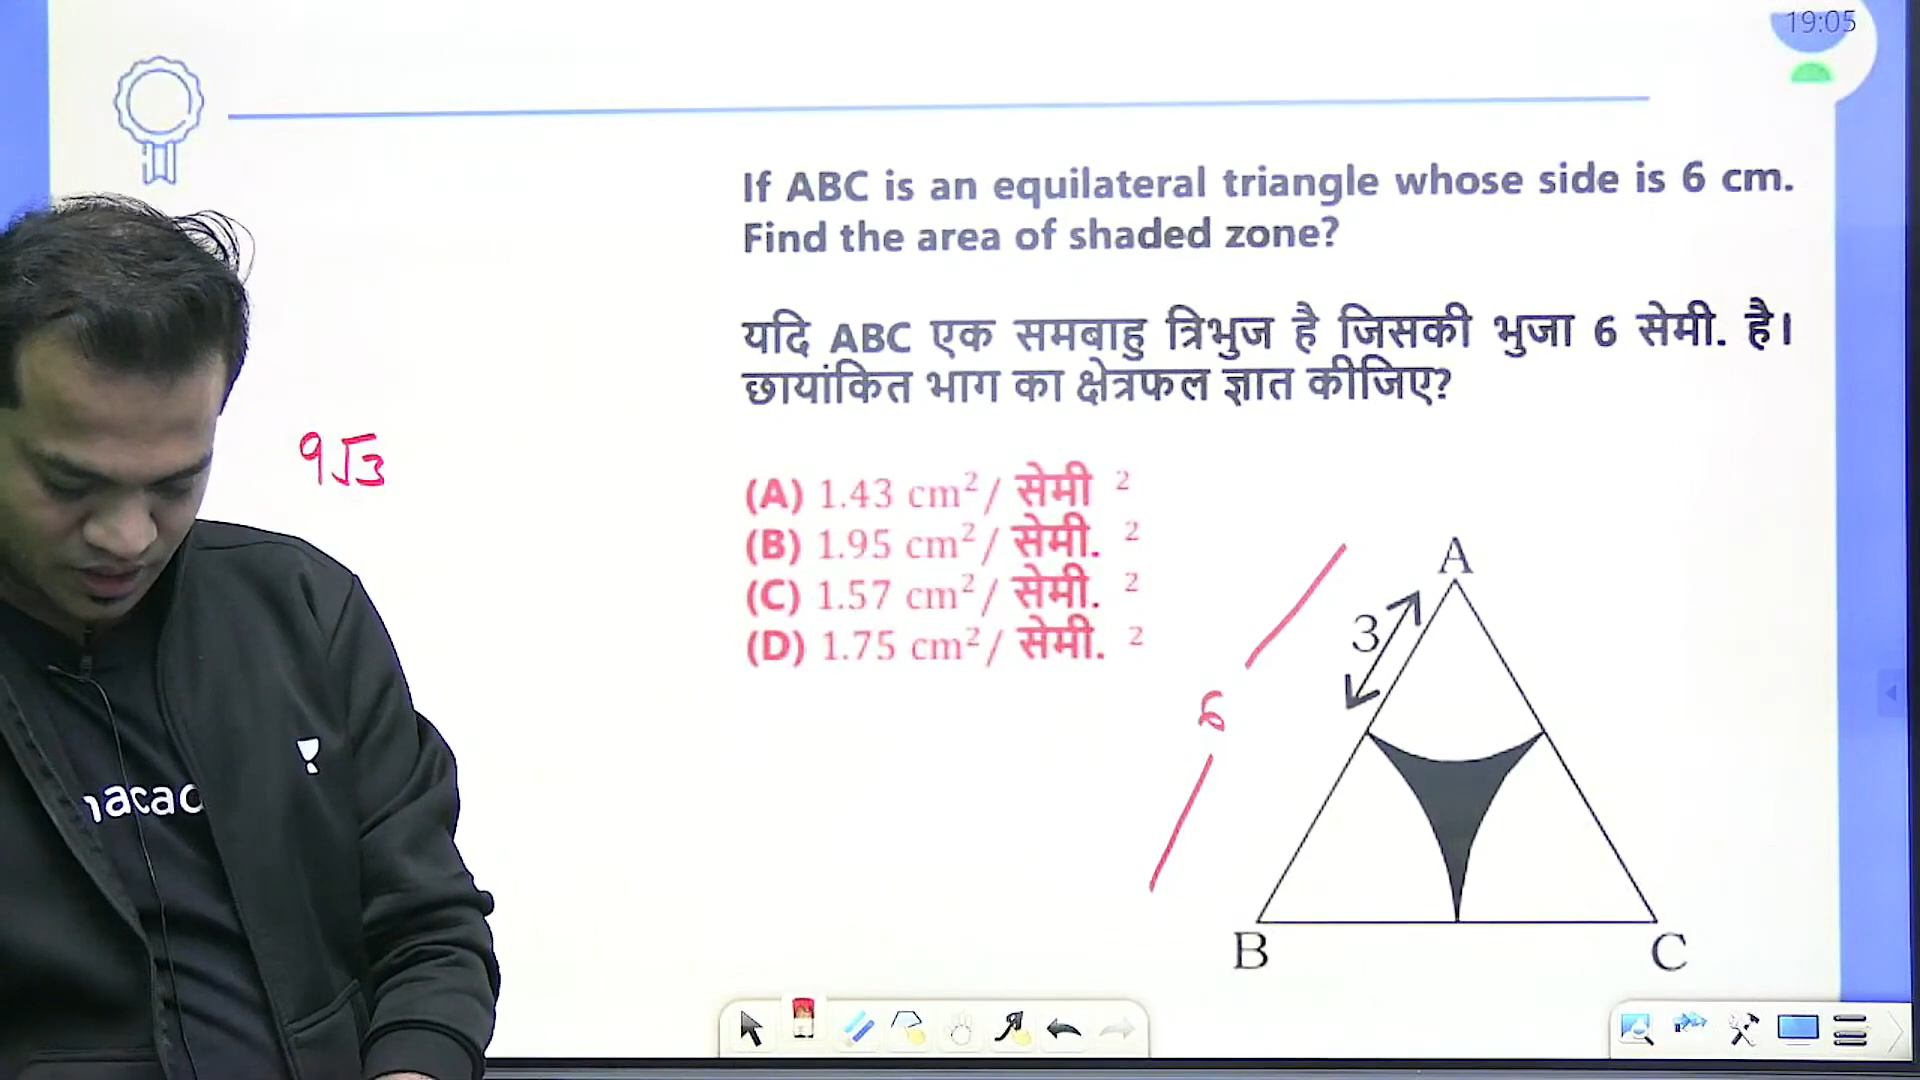 19:05
If ABC is an equilateral triangle whose side is 6 cm.
Find the area of shaded zone?
यदि ABC एक समबाहु त्रिभुज है जिसकी भुजा 6 सेमी. है।
छायांकित भाग का क्षेत्रफल ज्ञात कीजिए?
9√3
(A) 1.43 cm²/ सेमी ²
(B) 1.95 cm²/ सेमी. ²
(C) 1.57 cm²/ सेमी. ²
(D) 1.75 cm²/ सेमी. ²
A
3
6
B
C